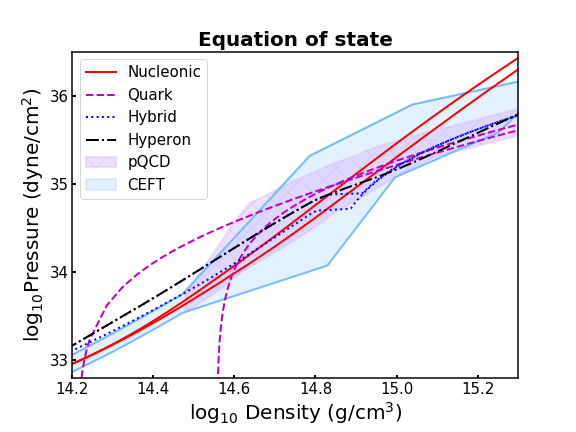 Equation of state
Nucleonic
Quark
Hybrid
Hyperon
pQCD
CEFT
log₁₀Pressure (dyne/cm²)
36
35
34
33
14.2 14.4 14.6 14.8 15.0 15.2
log₁₀ Density (g/cm³)